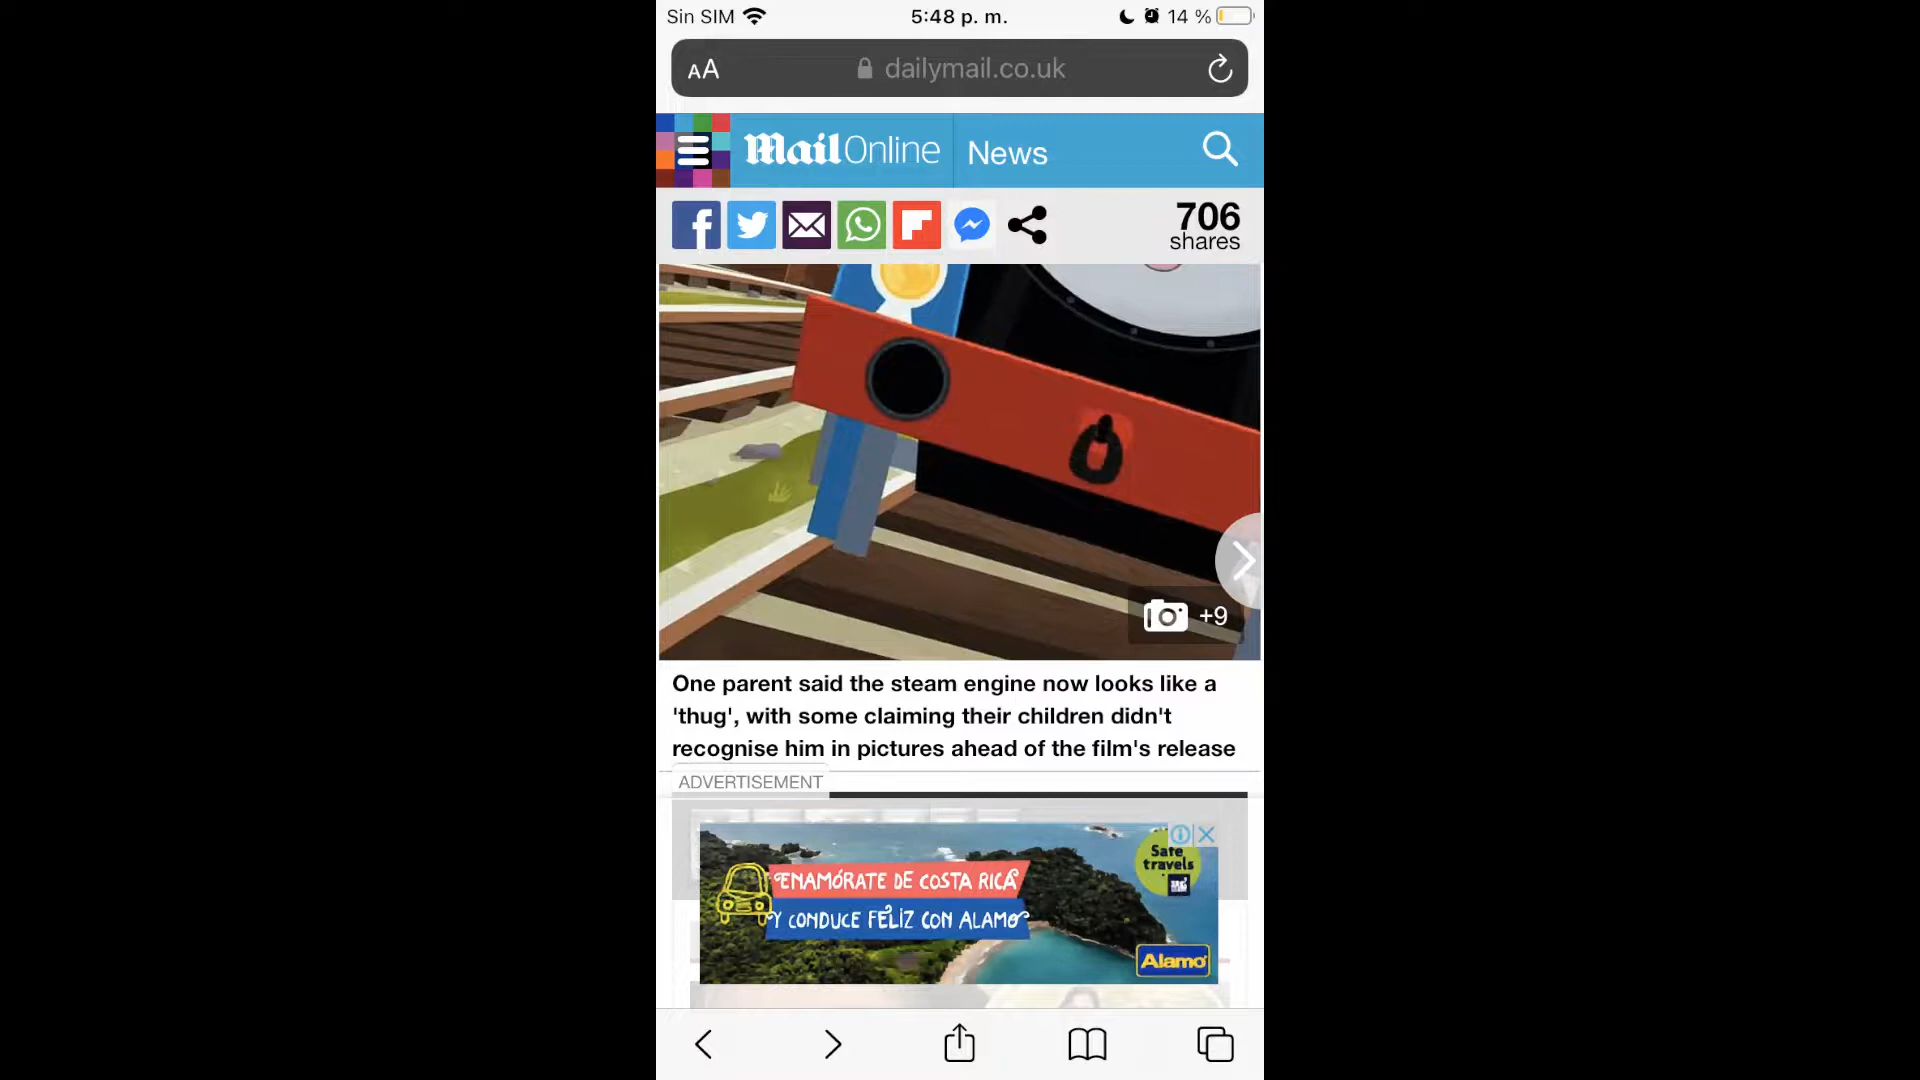 Sin SIM 5:48 p. m. 14 %
AA dailymail.co.uk
Mail Online News
706
shares
+9
One parent said the steam engine now looks like a
'thug', with some claiming their children didn't
recognise him in pictures ahead of the film's release
ADVERTISEMENT
Safe
travels
ENAMÓRATE DE COSTA RICA
Y CONDUCE FELIZ CON ALAMO
Alamo